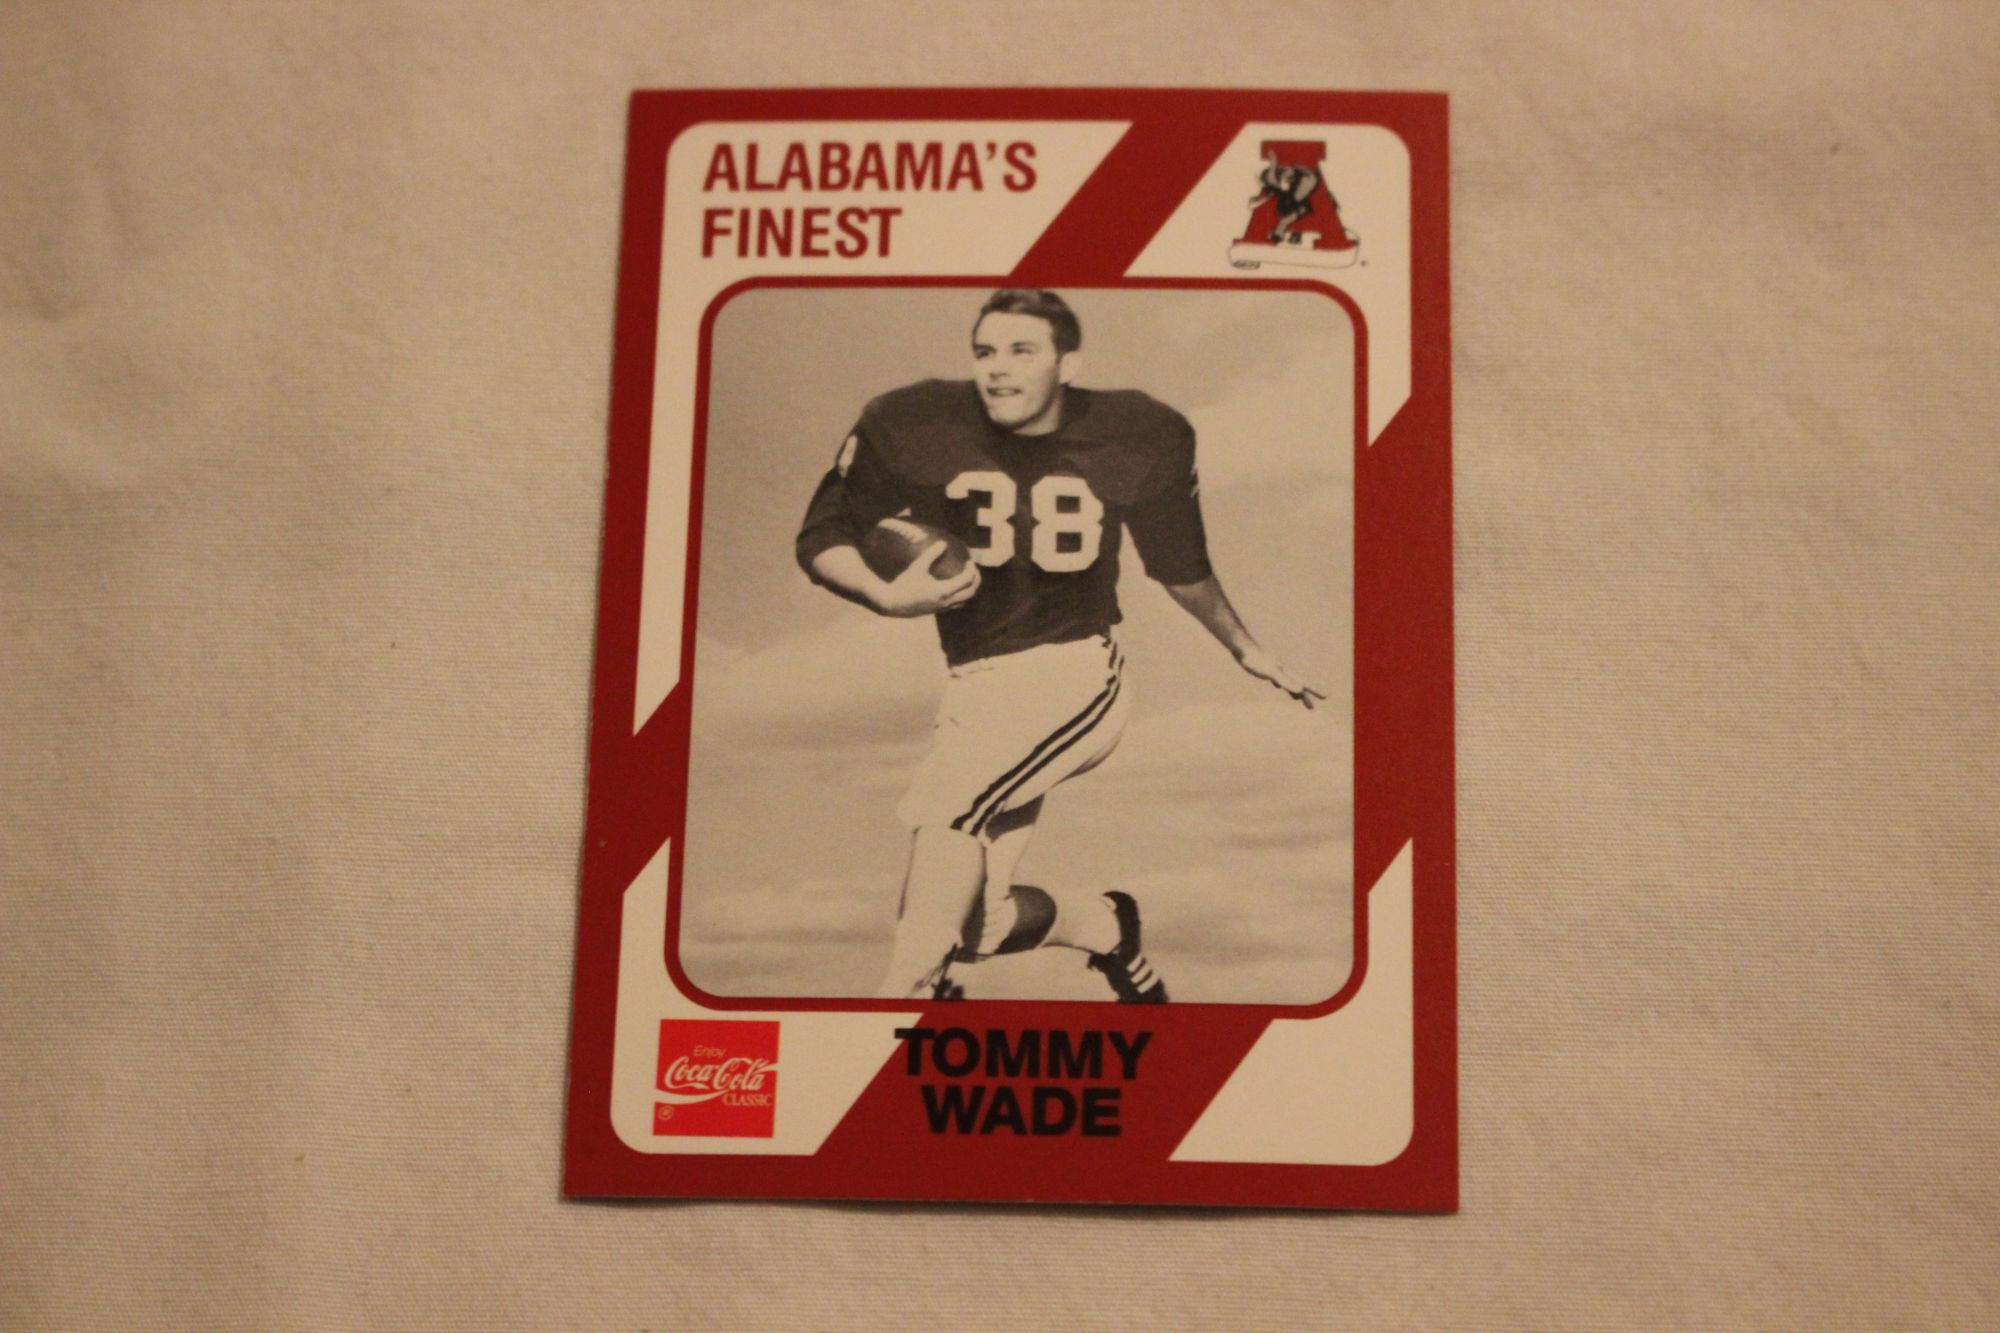 ALABAMA'S
FINEST
A
38
Enjoy
Coca-Cola
CLASSIC
®
TOMMY
WADE